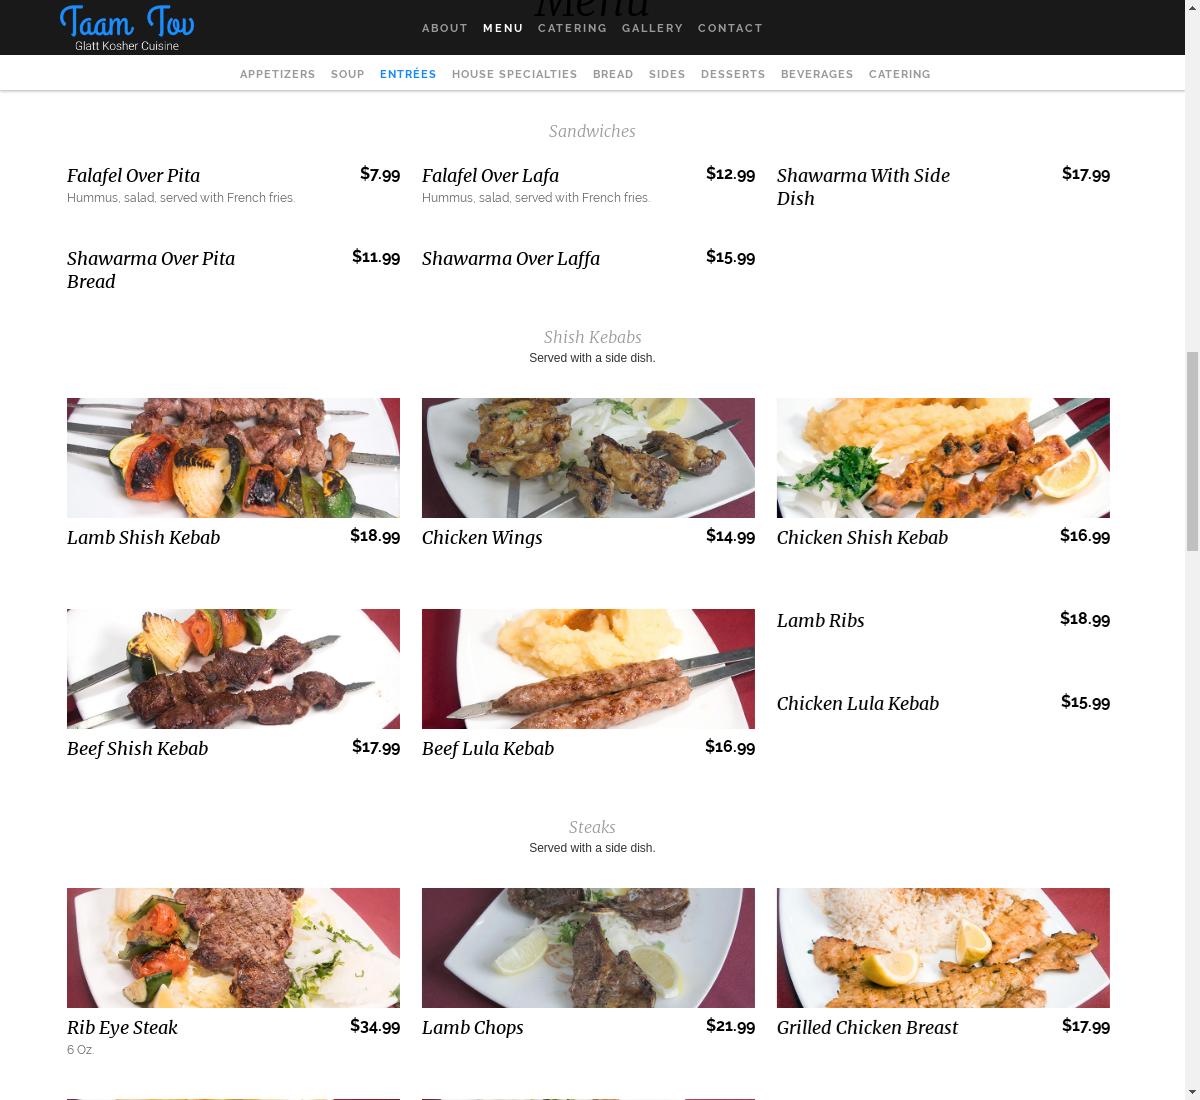 Taam Tov
Glatt Kosher Cuisine
Menu
ABOUT MENU CATERING GALLERY CONTACT
APPETIZERS SOUP ENTRÉES HOUSE SPECIALTIES BREAD SIDES DESSERTS BEVERAGES CATERING
Sandwiches
Falafel Over Pita $7.99
Hummus, salad, served with French fries.
Falafel Over Lafa $12.99
Hummus, salad, served with French fries.
Shawarma With Side $17.99
Dish
Shawarma Over Pita $11.99
Bread
Shawarma Over Laffa $15.99
Shish Kebabs
Served with a side dish.
Lamb Shish Kebab $18.99
Chicken Wings $14.99
Chicken Shish Kebab $16.99
Beef Shish Kebab $17.99
Beef Lula Kebab $16.99
Lamb Ribs $18.99
Chicken Lula Kebab $15.99
Steaks
Served with a side dish.
Rib Eye Steak $34.99
6 Oz.
Lamb Chops $21.99
Grilled Chicken Breast $17.99